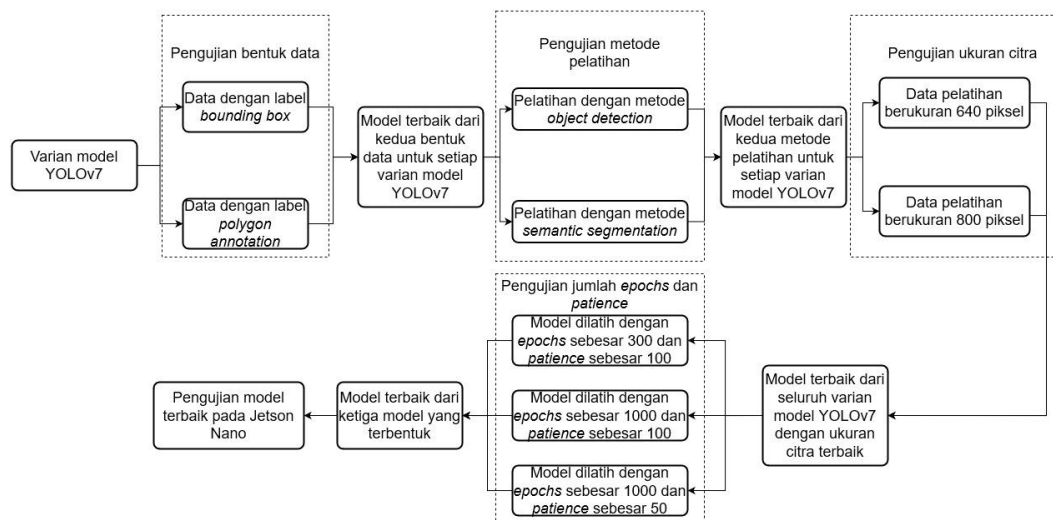 Pengujian bentuk data
Pengujian metode
pelatihan
Pengujian ukuran citra
Varian model
YOLOv7
Data dengan label
bounding box
Data dengan label
polygon
annotation
Model terbaik dari
kedua bentuk
data untuk setiap
varian model
YOLOv7
Pelatihan dengan metode
object detection
Pelatihan dengan metode
semantic segmentation
Model terbaik dari
kedua metode
pelatihan untuk
setiap varian
model YOLOv7
Data pelatihan
berukuran 640 piksel
Data pelatihan
berukuran 800 piksel
Pengujian jumlah epochs dan
patience
Model dilatih dengan
epochs sebesar 300 dan
patience sebesar 100
Model dilatih dengan
epochs sebesar 1000 dan
patience sebesar 100
Model dilatih dengan
epochs sebesar 1000 dan
patience sebesar 50
Model terbaik dari
seluruh varian
model YOLOv7
dengan ukuran
citra terbaik
Model terbaik dari
ketiga model yang
terbentuk
Pengujian model
terbaik pada Jetson
Nano